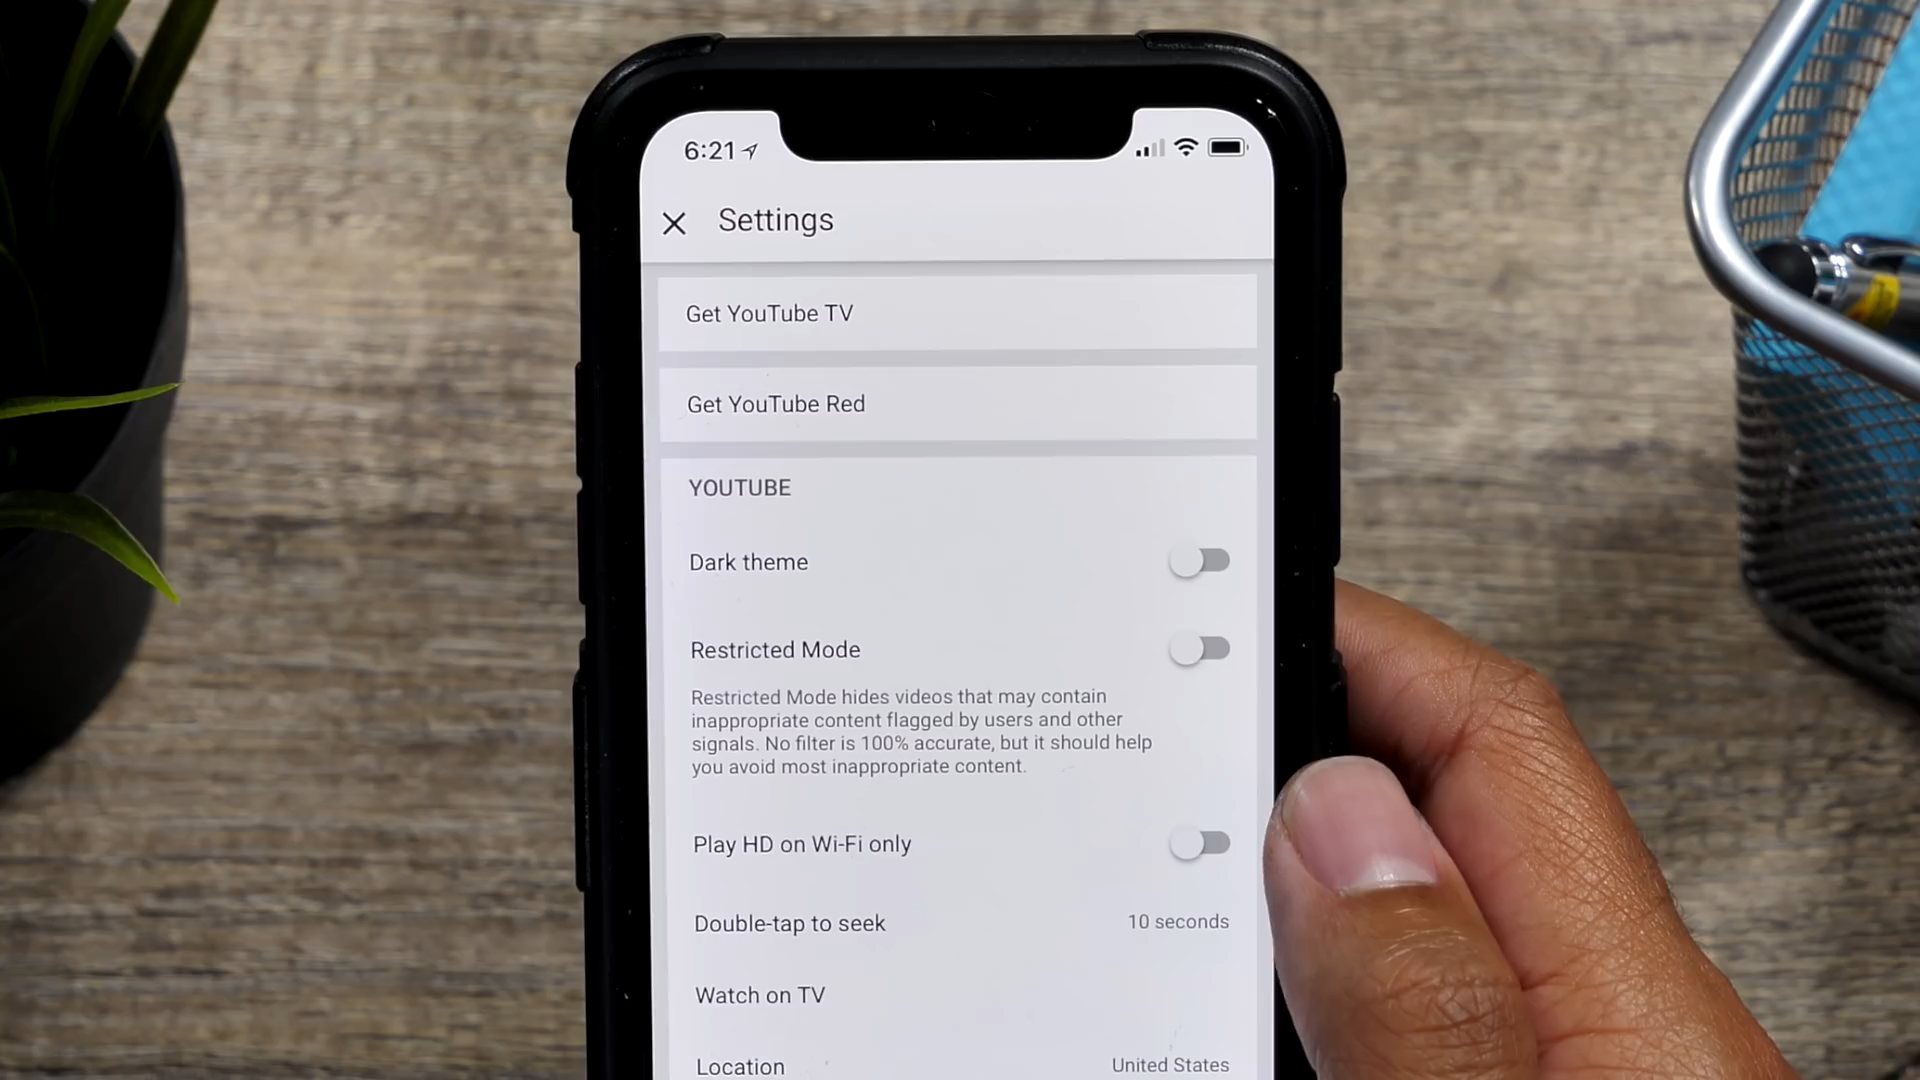 6:21
Settings
Get YouTube TV
Get YouTube Red
YOUTUBE
Dark theme
Restricted Mode
Restricted Mode hides videos that may contain
inappropriate content flagged by users and other
signals. No filter is 100% accurate, but it should help
you avoid most inappropriate content.
Play HD on Wi-Fi only
Double-tap to seek 10 seconds
Watch on TV
Location United States